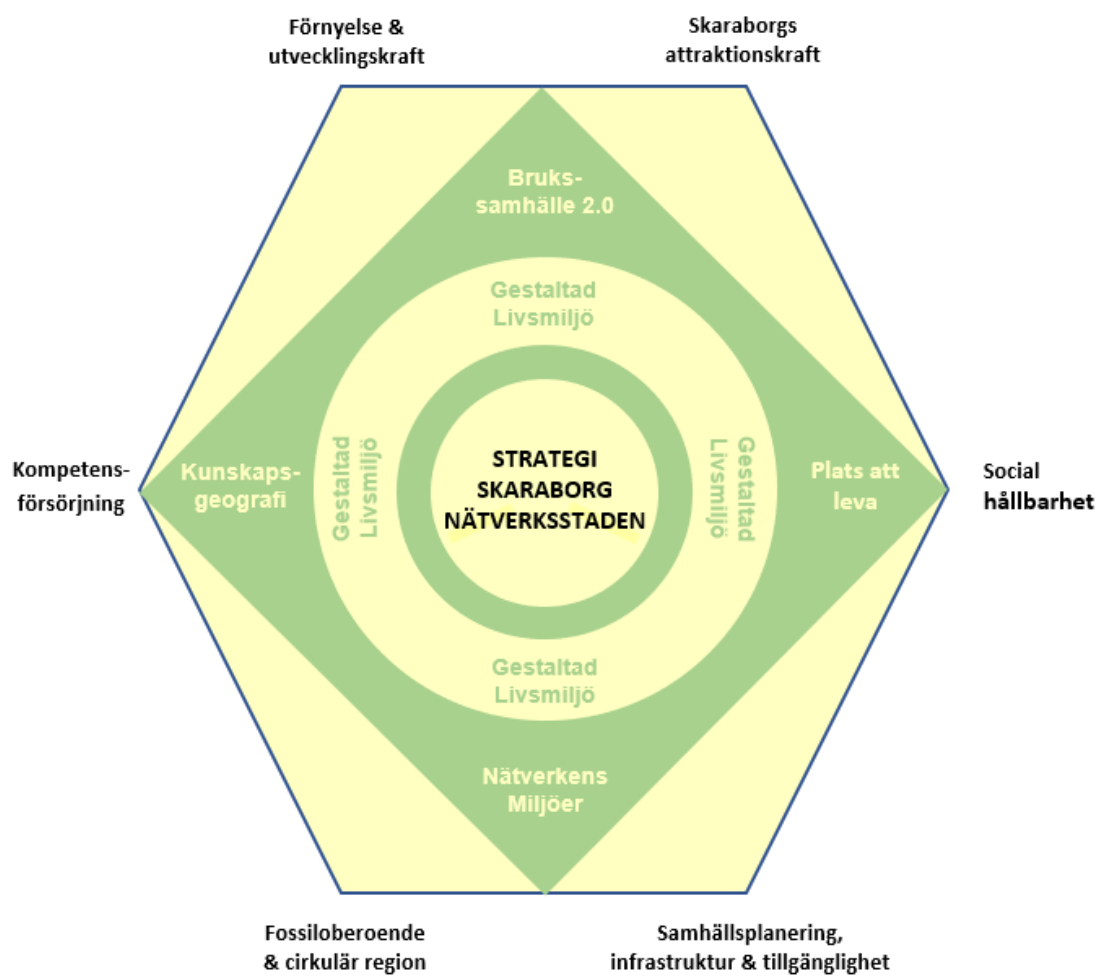 Förnyelse &
utvecklingskraft
Skaraborgs
attraktionskraft
Bruks-
samhälle 2.0
Gestaltad
Livsmiljö
Kompetens-
försörjning
Kunskaps-
geografi
Gestaltad
Livsmiljö
STRATEGI
SKARABORG
NÄTVERKSSTADEN
Gestaltad
Livsmiljö
Plats att
leva
Social
hållbarhet
Gestaltad
Livsmiljö
Nätverkens
Miljöer
Fossiloberoende
& cirkulär region
Samhällsplanering,
infrastruktur & tillgänglighet